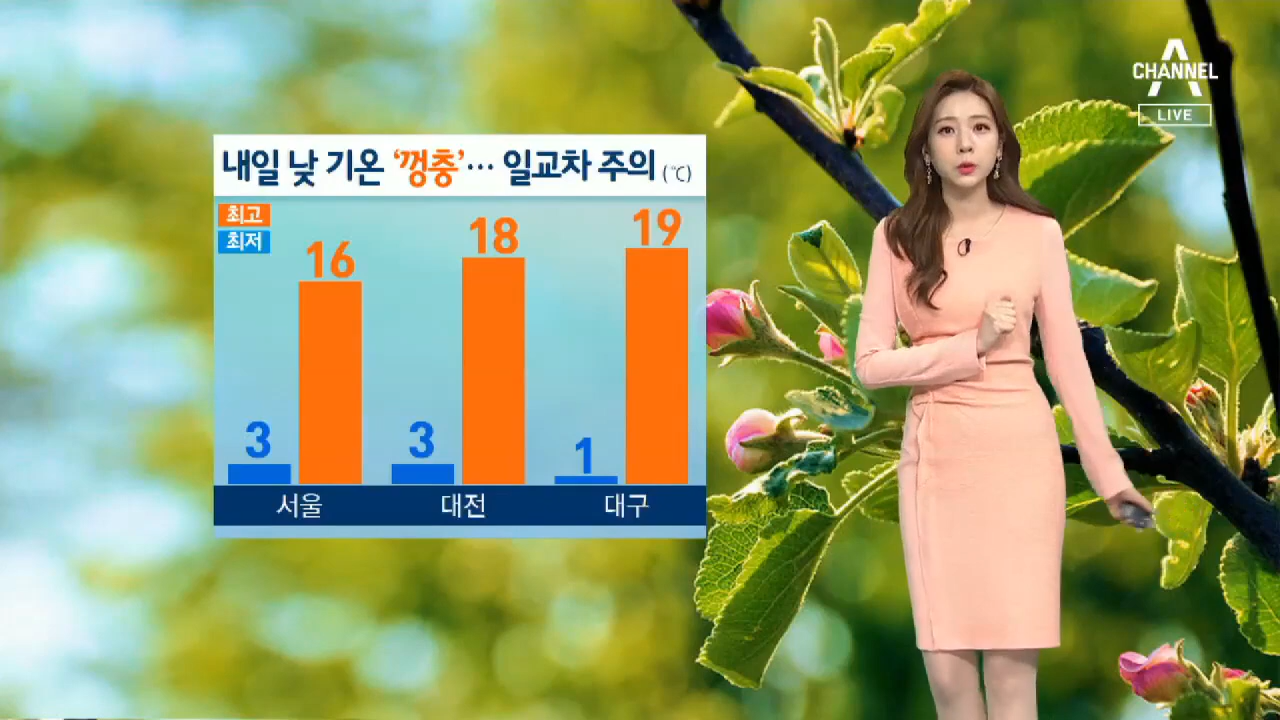 내일 낮 기온 ‘껑충’… 일교차 주의 (℃)
최고
최저
16
18
19
3
3
1
서울
대전
대구
CHANNEL A
LIVE